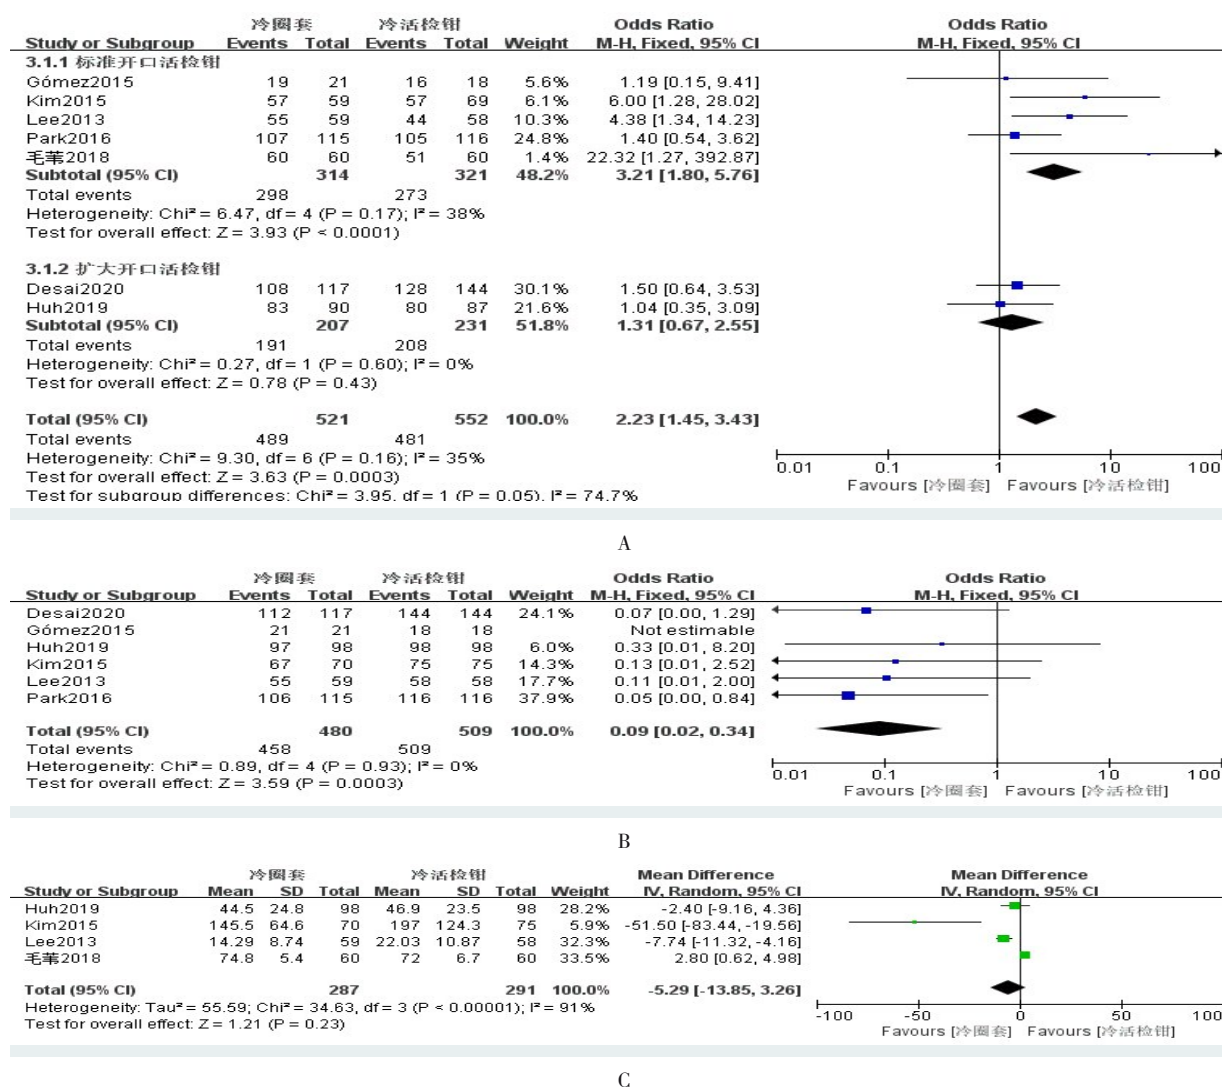 冷圈套 冷活检钳 Odds Ratio Odds Ratio
Study or Subgroup Events Total Events Total Weight M-H, Fixed, 95% CI M-H, Fixed, 95% CI
3.1.1 标准开口活检钳
Gómez2015 19 21 16 18 5.6% 1.19 [0.15, 9.41]
Kim2015 57 59 57 69 6.1% 6.00 [1.28, 28.02]
Lee2013 55 59 44 58 10.3% 4.38 [1.34, 14.23]
Park2016 107 115 105 116 24.8% 1.40 [0.54, 3.62]
毛苇2018 60 60 51 60 1.4% 22.32 [1.27, 392.87]
Subtotal (95% CI) 314 321 48.2% 3.21 [1.80, 5.76]
Total events 298 273
Heterogeneity: Chi² = 6.47, df = 4 (P = 0.17); I² = 38%
Test for overall effect: Z = 3.93 (P < 0.0001)
3.1.2 扩大开口活检钳
Desai2020 108 117 128 144 30.1% 1.50 [0.64, 3.53]
Huh2019 83 90 80 87 21.6% 1.04 [0.35, 3.09]
Subtotal (95% CI) 207 231 51.8% 1.31 [0.67, 2.55]
Total events 191 208
Heterogeneity: Chi² = 0.27, df = 1 (P = 0.60); I² = 0%
Test for overall effect: Z = 0.78 (P = 0.43)
Total (95% CI) 521 552 100.0% 2.23 [1.45, 3.43]
Total events 489 481
Heterogeneity: Chi² = 9.30, df = 6 (P = 0.16); I² = 35%
Test for overall effect: Z = 3.63 (P = 0.0003)
Test for subgroup differences: Chi² = 3.95, df = 1 (P = 0.05), I² = 74.7%
0.01 0.1 1 10 100
Favours [冷圈套] Favours [冷活检钳]
A
冷圈套 冷活检钳 Odds Ratio Odds Ratio
Study or Subgroup Events Total Events Total Weight M-H, Fixed, 95% CI M-H, Fixed, 95% CI
Desai2020 112 117 144 144 24.1% 0.07 [0.00, 1.29]
Gómez2015 21 21 18 18 Not estimable
Huh2019 97 98 98 98 6.0% 0.33 [0.01, 8.20]
Kim2015 67 70 75 75 14.3% 0.13 [0.01, 2.52]
Lee2013 55 59 58 58 17.7% 0.11 [0.01, 2.00]
Park2016 106 115 116 116 37.9% 0.05 [0.00, 0.84]
Total (95% CI) 480 509 100.0% 0.09 [0.02, 0.34]
Total events 458 509
Heterogeneity: Chi² = 0.89, df = 4 (P = 0.93); I² = 0%
Test for overall effect: Z = 3.59 (P = 0.0003)
0.01 0.1 1 10 100
Favours [冷圈套] Favours [冷活检钳]
B
冷圈套 冷活检钳 Mean Difference Mean Difference
Study or Subgroup Mean SD Total Mean SD Total Weight IV, Random, 95% CI IV, Random, 95% CI
Huh2019 44.5 24.8 98 46.9 23.5 98 28.2% -2.40 [-9.16, 4.36]
Kim2015 145.5 64.6 70 197 124.3 75 5.9% -51.50 [-83.44, -19.56]
Lee2013 14.29 8.74 59 22.03 10.87 58 32.3% -7.74 [-11.32, -4.16]
毛苇2018 74.8 5.4 60 72 6.7 60 33.5% 2.80 [0.62, 4.98]
Total (95% CI) 287 291 100.0% -5.29 [-13.85, 3.26]
Heterogeneity: Tau² = 55.59; Chi² = 34.63, df = 3 (P < 0.00001); I² = 91%
Test for overall effect: Z = 1.21 (P = 0.23)
-100 -50 0 50 100
Favours [冷圈套] Favours [冷活检钳]
C